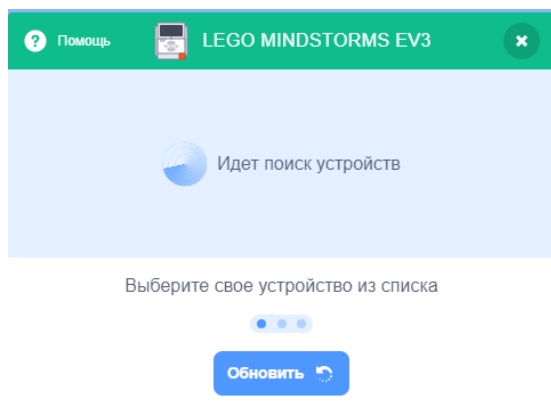 ? Помощь LEGO MINDSTORMS EV3
Идет поиск устройств
Выберите свое устройство из списка
Обновить